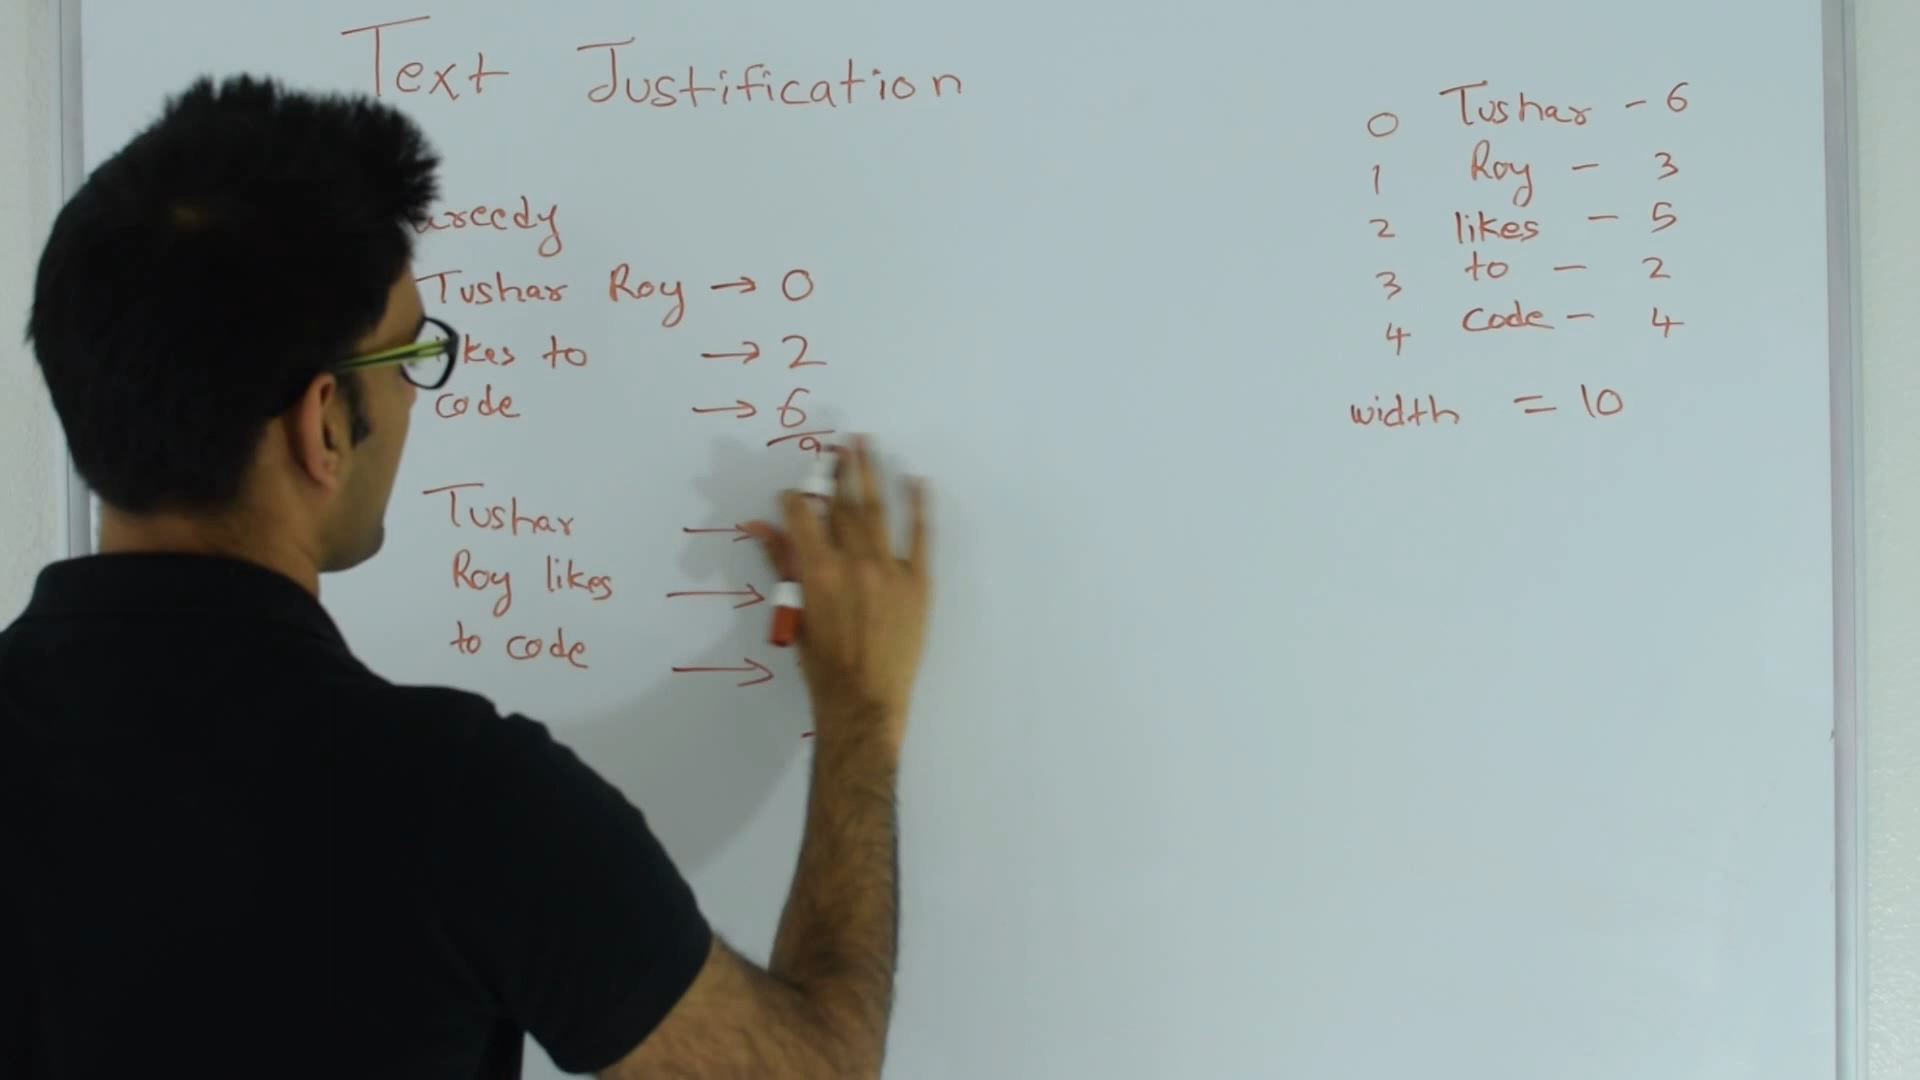 Text Justification
Tushar Roy → 0
to → 2
code → 6
Tushar →
Roy likes →
to code →
0 Tushar - 6
1 Roy - 3
2 likes - 5
3 to - 2
4 code - 4
width = 10